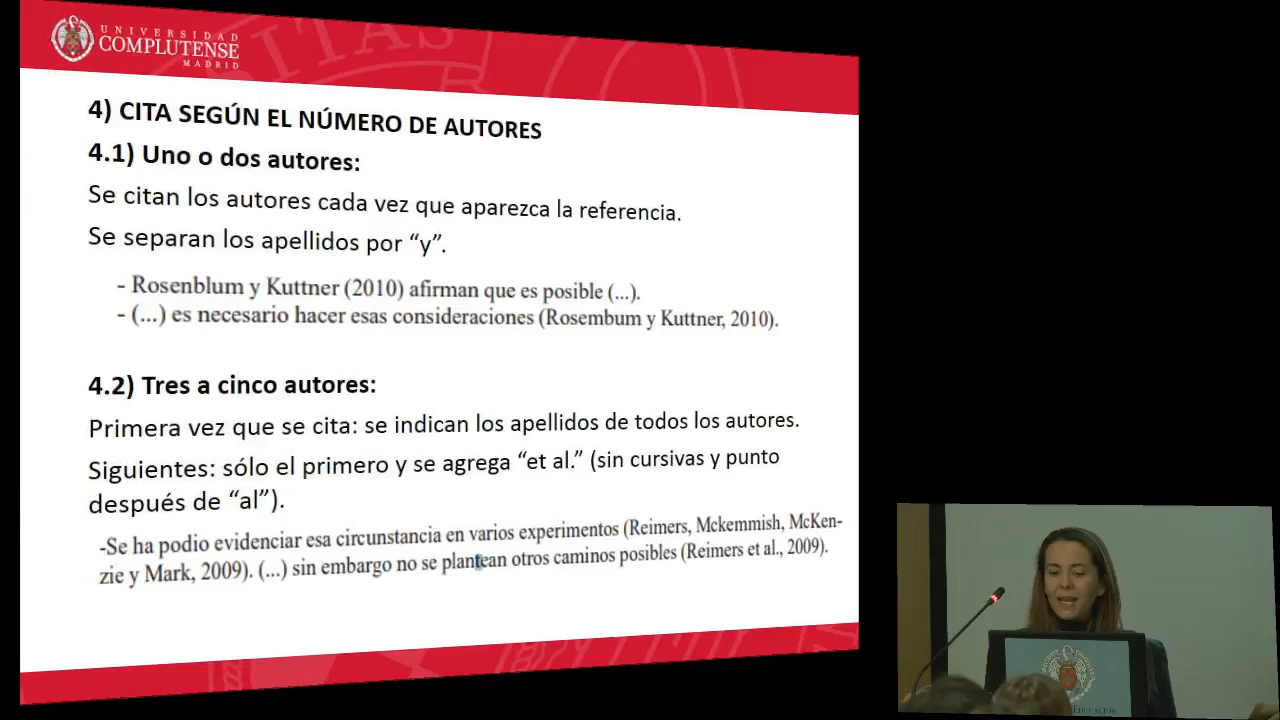 UNIVERSIDAD
COMPLUTENSE
MADRID
4) CITA SEGÚN EL NÚMERO DE AUTORES
4.1) Uno o dos autores:
Se citan los autores cada vez que aparezca la referencia.
Se separan los apellidos por “y”.
- Rosenblum y Kuttner (2010) afirman que es posible (...).
- (...) es necesario hacer esas consideraciones (Rosembum y Kuttner, 2010).
4.2) Tres a cinco autores:
Primera vez que se cita: se indican los apellidos de todos los autores.
Siguientes: sólo el primero y se agrega “et al.” (sin cursivas y punto
después de “al”).
-Se ha podio evidenciar esa circunstancia en varios experimentos (Reimers, Mckemmish, McKen-
zie y Mark, 2009). (...) sin embargo no se plantean otros caminos posibles (Reimers et al., 2009).
EDUCACIÓN